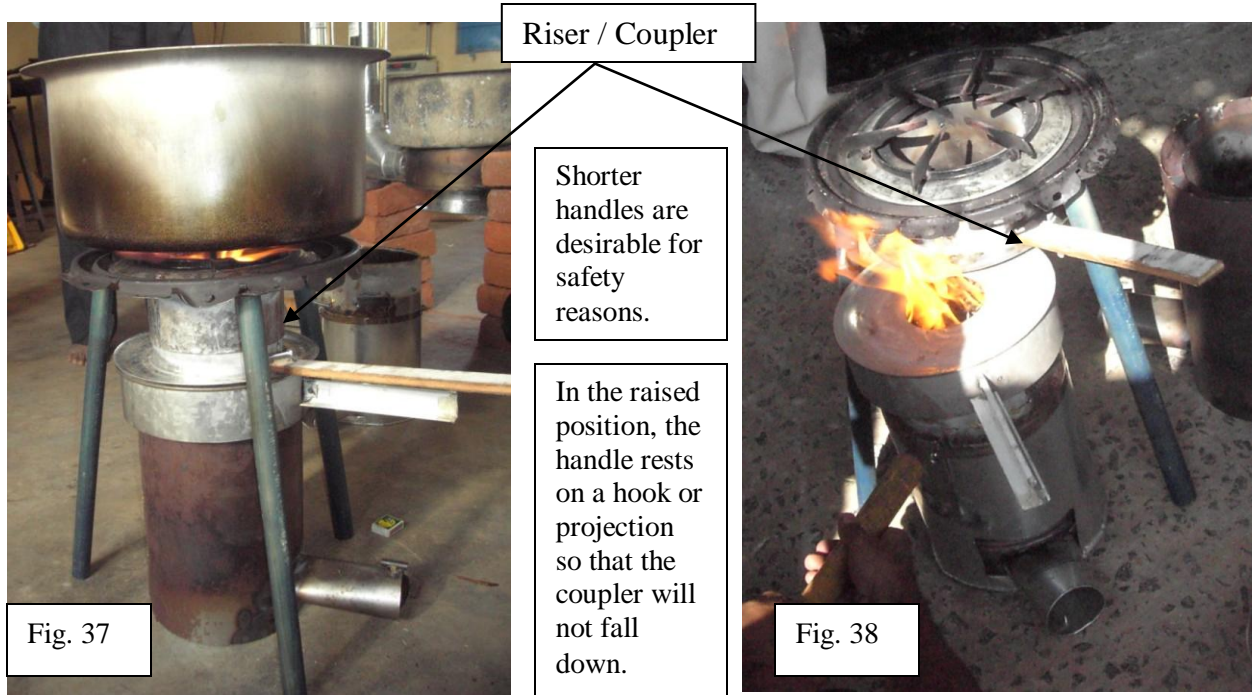 Riser / Coupler
Shorter
handles are
desirable for
safety
reasons.
In the raised
position, the
handle rests
on a hook or
projection
so that the
coupler will
not fall
down.
Fig. 37
Fig. 38